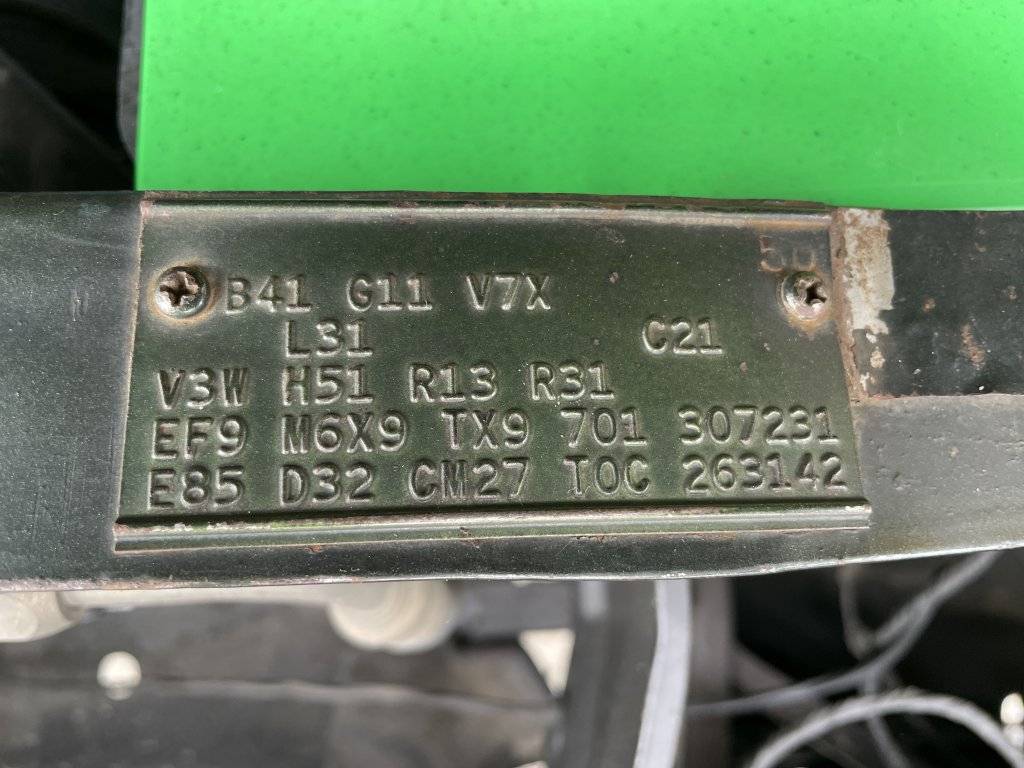 B41 G11 V7X
L31 C21
V3W H51 R13 R31
EF9 M6X9 TX9 701 307231
E85 D32 CM27 TOC 263142